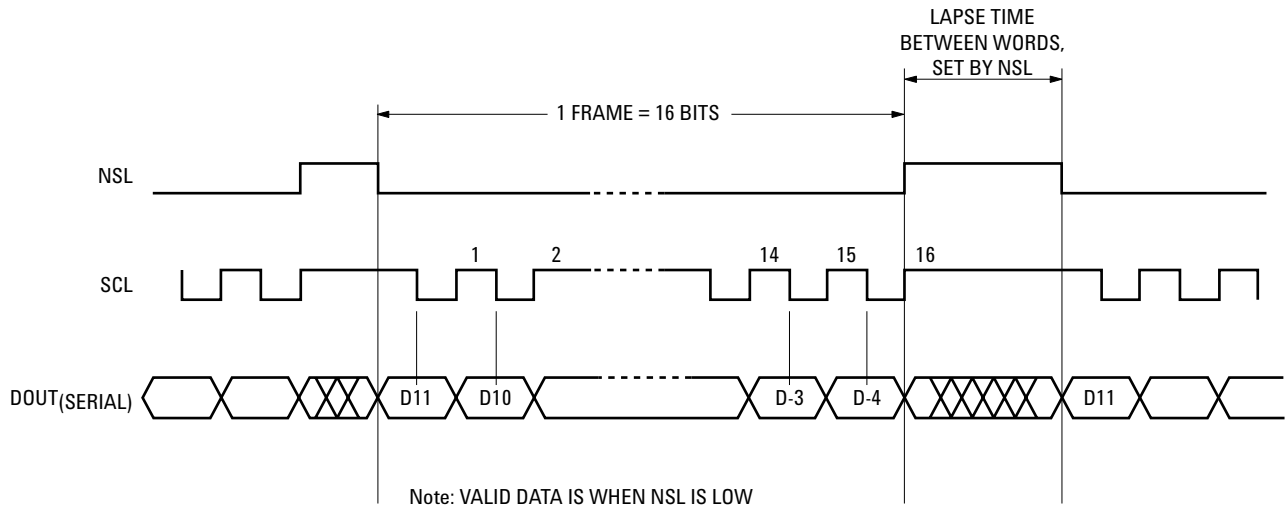 LAPSE TIME
BETWEEN WORDS,
SET BY NSL
1 FRAME = 16 BITS
NSL
1 2 14 15 16
SCL
DOUT(SERIAL) D11 D10 D-3 D-4 D11
Note: VALID DATA IS WHEN NSL IS LOW